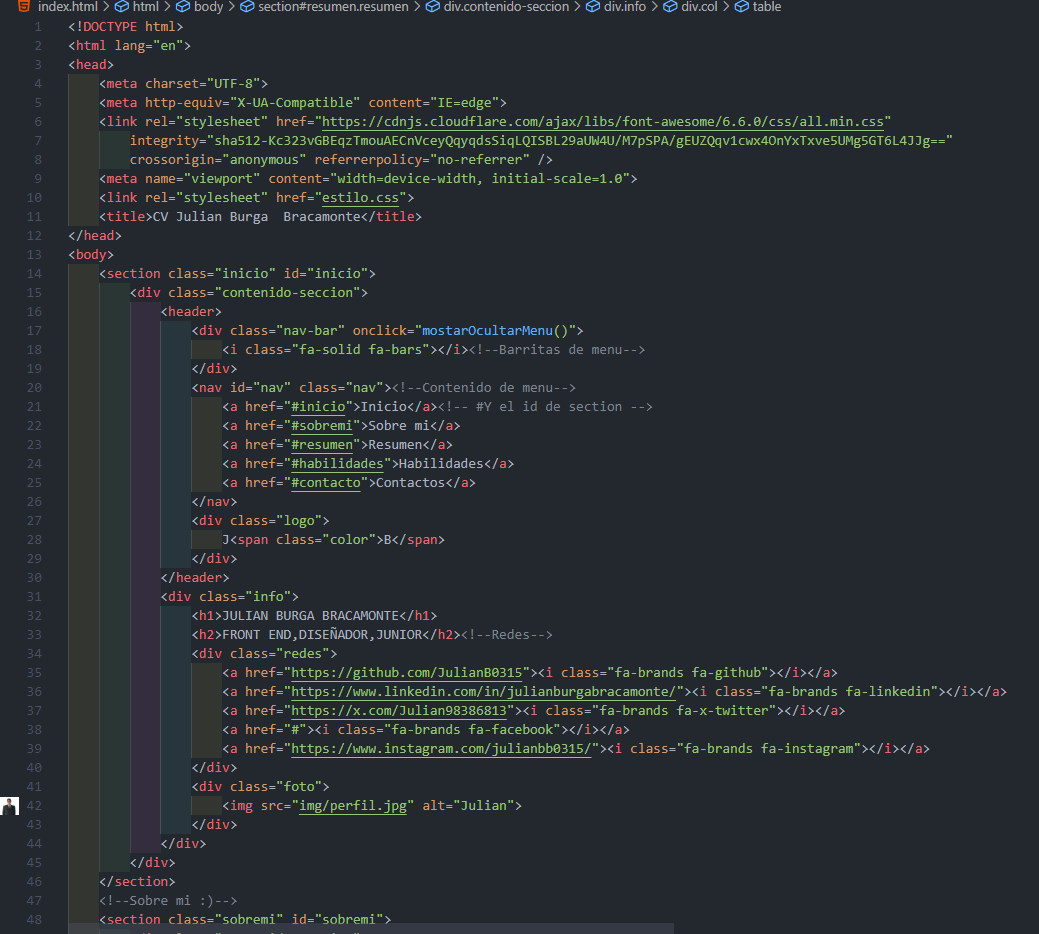 index.html > html > body > section#resumen.resumen > div.contenido-seccion > div.info > div.col > table
1 <!DOCTYPE html>
2 <html lang="en">
3 <head>
4 <meta charset="UTF-8">
5 <meta http-equiv="X-UA-Compatible" content="IE=edge">
6 <link rel="stylesheet" href="https://cdnjs.cloudflare.com/ajax/libs/font-awesome/6.6.0/css/all.min.css"
7 integrity="sha512-Kc323vGBEqzTmouAECnVceyQqyqdsSiqLQISBL29aUW4U/M7pSPA/gEUZQqv1cwx4OnYxTxve5UMg5GT6L4JJg=="
8 crossorigin="anonymous" referrerpolicy="no-referrer" />
9 <meta name="viewport" content="width=device-width, initial-scale=1.0">
10 <link rel="stylesheet" href="estilo.css">
11 <title>CV Julian Burga  Bracamonte</title>
12 </head>
13 <body>
14 <section class="inicio" id="inicio">
15 <div class="contenido-seccion">
16 <header>
17 <div class="nav-bar" onclick="mostarOcultarMenu()">
18 <i class="fa-solid fa-bars"></i><!--Barritas de menu-->
19 </div>
20 <nav id="nav" class="nav"><!--Contenido de menu-->
21 <a href="#inicio">Inicio</a><!-- #Y el id de section -->
22 <a href="#sobremi">Sobre mi</a>
23 <a href="#resumen">Resumen</a>
24 <a href="#habilidades">Habilidades</a>
25 <a href="#contacto">Contactos</a>
26 </nav>
27 <div class="logo">
28 J<span class="color">B</span>
29 </div>
30 </header>
31 <div class="info">
32 <h1>JULIAN BURGA BRACAMONTE</h1>
33 <h2>FRONT END,DISEÑADOR,JUNIOR</h2><!--Redes-->
34 <div class="redes">
35 <a href="https://github.com/JulianB0315"><i class="fa-brands fa-github"></i></a>
36 <a href="https://www.linkedin.com/in/julianburgabracamonte/"><i class="fa-brands fa-linkedin"></i></a>
37 <a href="https://x.com/Julian98386813"><i class="fa-brands fa-x-twitter"></i></a>
38 <a href="#"><i class="fa-brands fa-facebook"></i></a>
39 <a href="https://www.instagram.com/julianbb0315/"><i class="fa-brands fa-instagram"></i></a>
40 </div>
41 <div class="foto">
42 <img src="img/perfil.jpg" alt="Julian">
43 </div>
44 </div>
45 </div>
46 </section>
47 <!--Sobre mi :)-->
48 <section class="sobremi" id="sobremi">